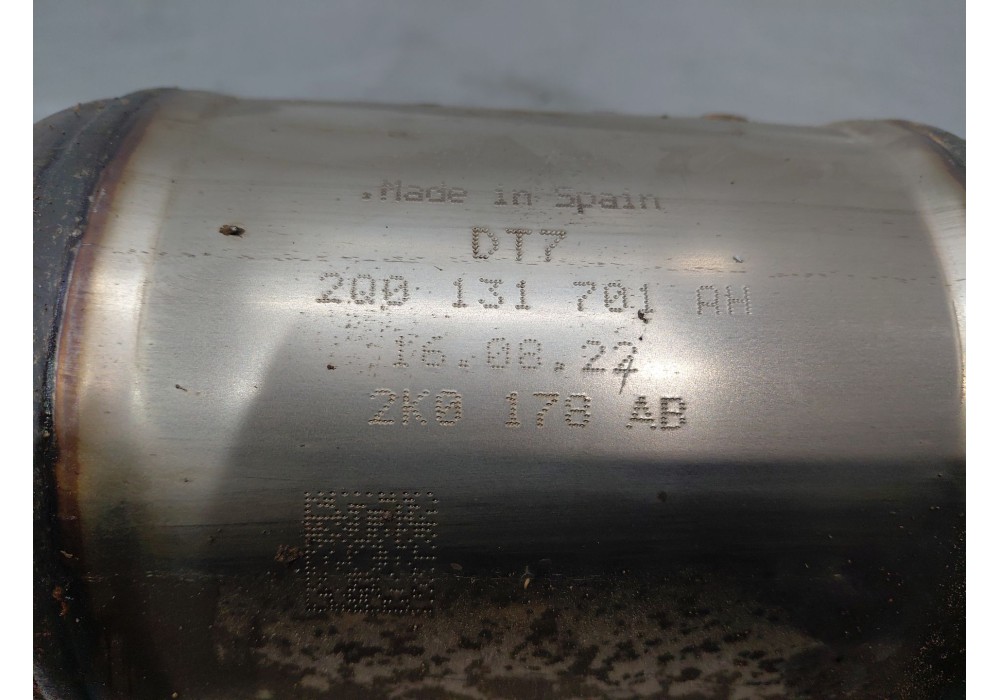 .Made in Spain
DT7
2Q0 131 701 AH
16.08.22
2K0 178 AB